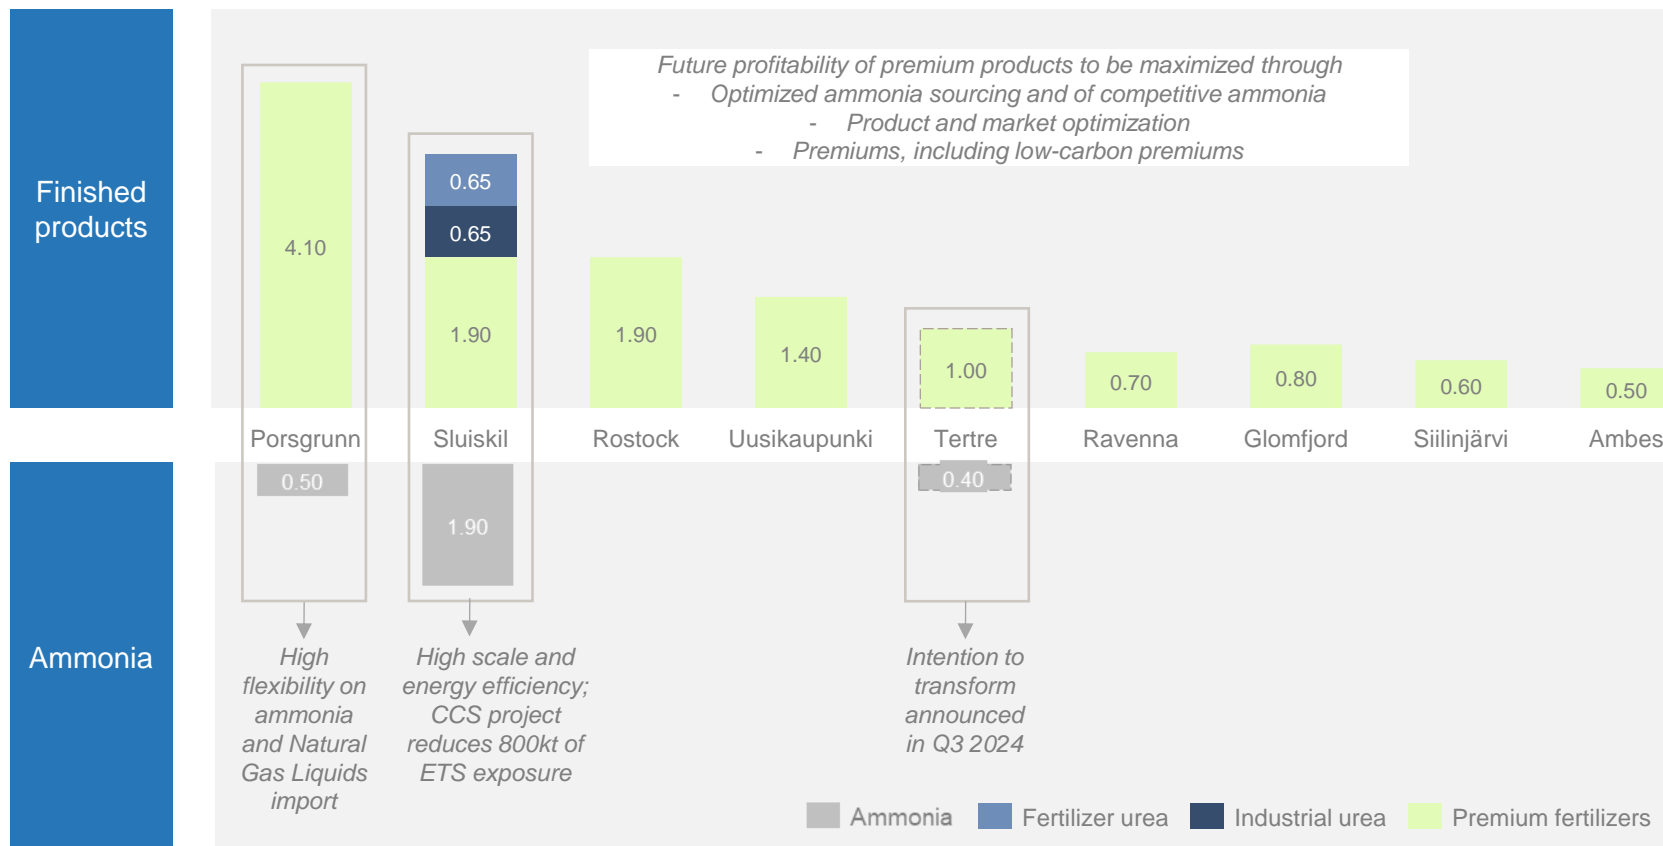 Finished
products
Future profitability of premium products to be maximized through
- Optimized ammonia sourcing and of competitive ammonia
- Product and market optimization
- Premiums, including low-carbon premiums
4.10
0.65
0.65
1.90
1.90
1.40
1.00
0.70
0.80
0.60
0.50
Porsgrunn
Sluiskil
Rostock
Uusikaupunki
Tertre
Ravenna
Glomfjord
Siilinjärvi
Ambes
Ammonia
0.50
1.90
0.40
High
flexibility on
ammonia
and Natural
Gas Liquids
import
High scale and
energy efficiency;
CCS project
reduces 800kt of
ETS exposure
Intention to
transform
announced
in Q3 2024
Ammonia
Fertilizer urea
Industrial urea
Premium fertilizers